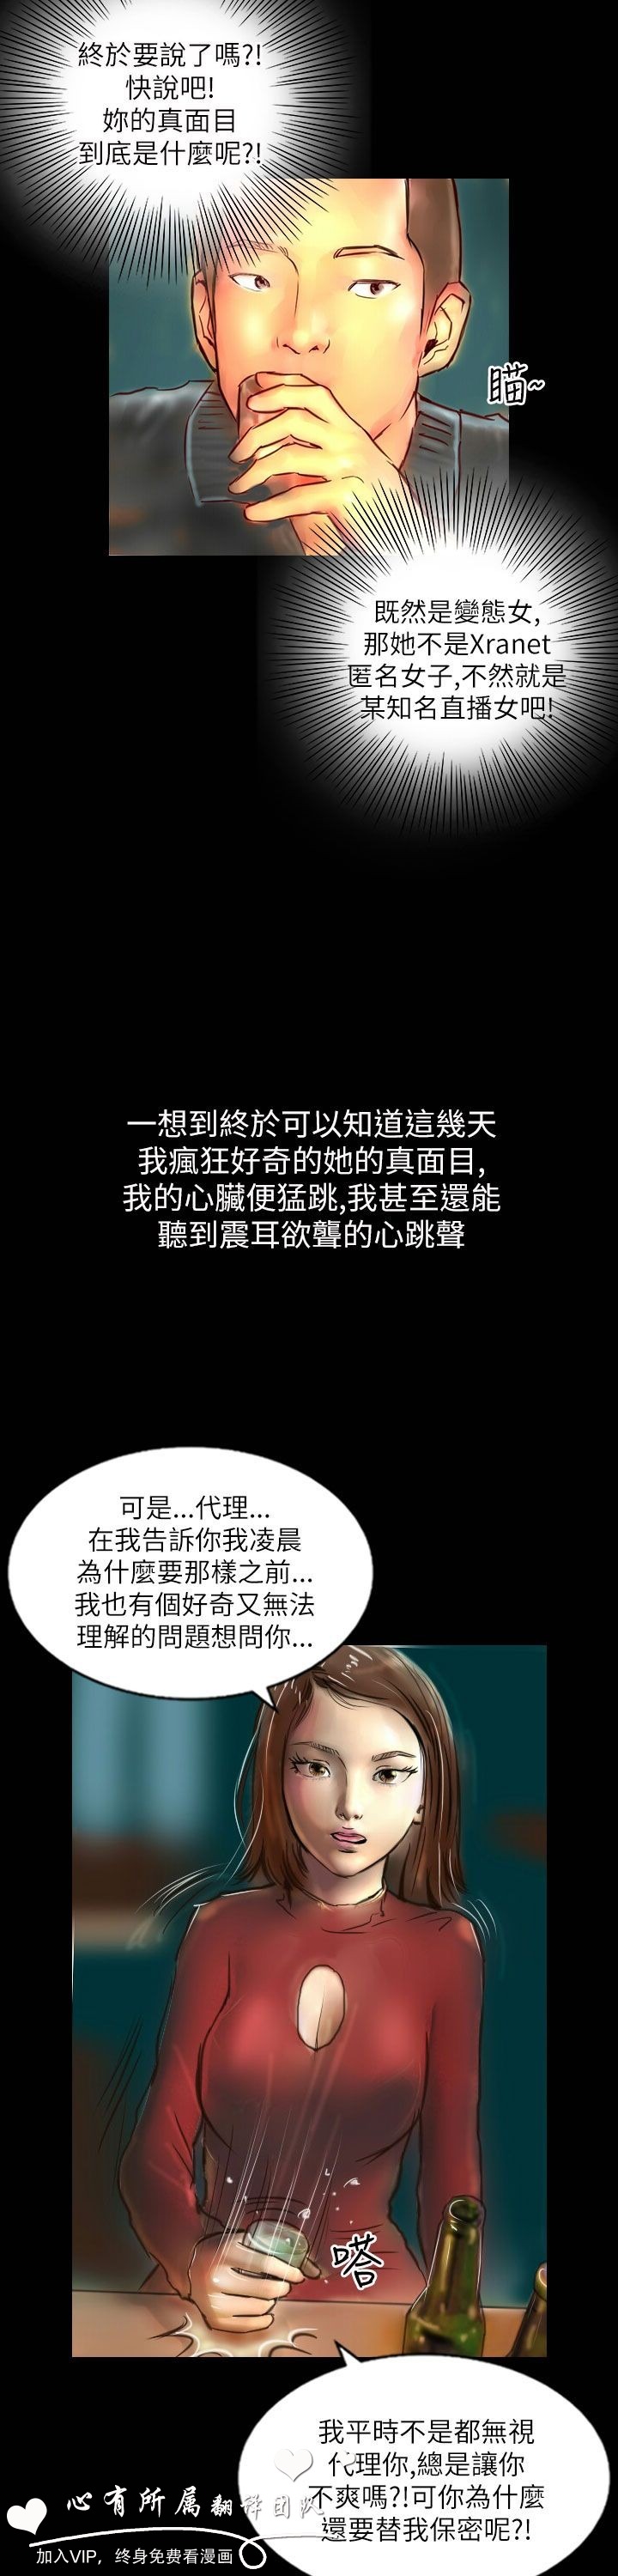 終於要說了嗎?!
快說吧!
妳的真面目
到底是什麼呢?!
瞄~
既然是變態女,
那她不是Xranet
匿名女子,不然就是
某知名直播女吧!
一想到終於可以知道這幾天
我瘋狂好奇的她的真面目,
我的心臟便猛跳,我甚至還能
聽到震耳欲聾的心跳聲
可是...代理...
在我告訴你我凌晨
為什麼要那樣之前...
我也有個好奇又無法
理解的問題想問你...
嗒
我平時不是都無視
代理你,總是讓你
不爽嗎?!可你為什麼
還要替我保密呢?!
心有所属翻译团队
加入VIP，终身免费看漫画